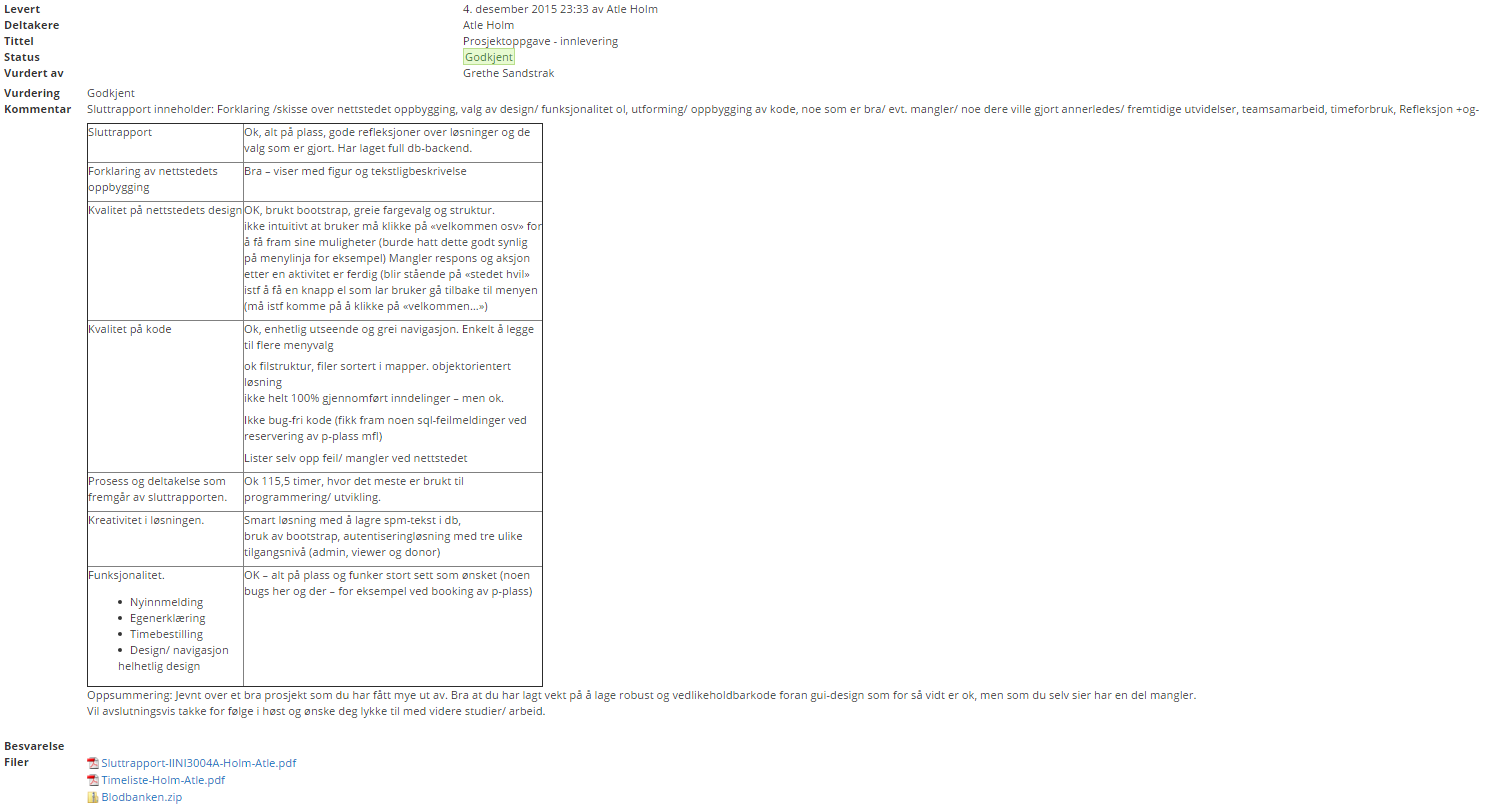 Levert 4. desember 2015 23:33 av Atle Holm
Deltakere Atle Holm
Tittel Prosjektoppgave - innlevering
Status Godkjent
Vurdert av Grethe Sandstrak
Vurdering Godkjent
Kommentar Sluttrapport inneholder: Forklaring /skisse over nettstedet oppbygging, valg av design/ funksjonalitet ol, utforming/ oppbygging av kode, noe som er bra/ evt. mangler/ noe dere ville gjort annerledes/ fremtidige utvidelser, teamsamarbeid, timeforbruk, Refleksjon +og-
Sluttrapport
Ok, alt på plass, gode refleksjoner over løsninger og de
valg som er gjort. Har laget full db-backend.
Forklaring av nettstedets
oppbygging
Bra – viser med figur og tekstligbeskrivelse
Kvalitet på nettstedets design
OK, brukt bootstrap, greie fargevalg og struktur.
ikke intuitivt at bruker må klikke på «velkommen osv» for
å få fram sine muligheter (burde hatt dette godt synlig
på menylinja for eksempel) Mangler respons og aksjon
etter en aktivitet er ferdig (blir stående på «stedet hvil»
istf å få en knapp el som lar bruker gå tilbake til menyen
(må istf komme på å klikke på «velkommen...»)
Kvalitet på kode
Ok, enhetlig utseende og grei navigasjon. Enkelt å legge
til flere menyvalg
ok filstruktur, filer sortert i mapper. objektorientert
løsning
ikke helt 100% gjennomført inndelinger – men ok.
Ikke bug-fri kode (fikk fram noen sql-feilmeldinger ved
reservering av p-plass mfl)
Lister selv opp feil/ mangler ved nettstedet
Prosess og deltakelse som
fremgår av sluttrapporten.
Ok 115,5 timer, hvor det meste er brukt til
programmering/ utvikling.
Kreativitet i løsningen.
Smart løsning med å lagre spm-tekst i db,
bruk av bootstrap, autentiseringløsning med tre ulike
tilgangsnivå (admin, viewer og donor)
Funksjonalitet.
• Nyinnmelding
• Egenerklæring
• Timebestilling
• Design/ navigasjon
helhetlig design
OK – alt på plass og funker stort sett som ønsket (noen
bugs her og der – for eksempel ved booking av p-plass)
Oppsummering: Jevnt over et bra prosjekt som du har fått mye ut av. Bra at du har lagt vekt på å lage robust og vedlikeholdbarkode foran gui-design som for så vidt er ok, men som du selv sier har en del mangler.
Vil avslutningsvis takke for følge i høst og ønske deg lykke til med videre studier/ arbeid.
Besvarelse
Filer Sluttrapport-IINI3004A-Holm-Atle.pdf
Timeliste-Holm-Atle.pdf
Blodbanken.zip